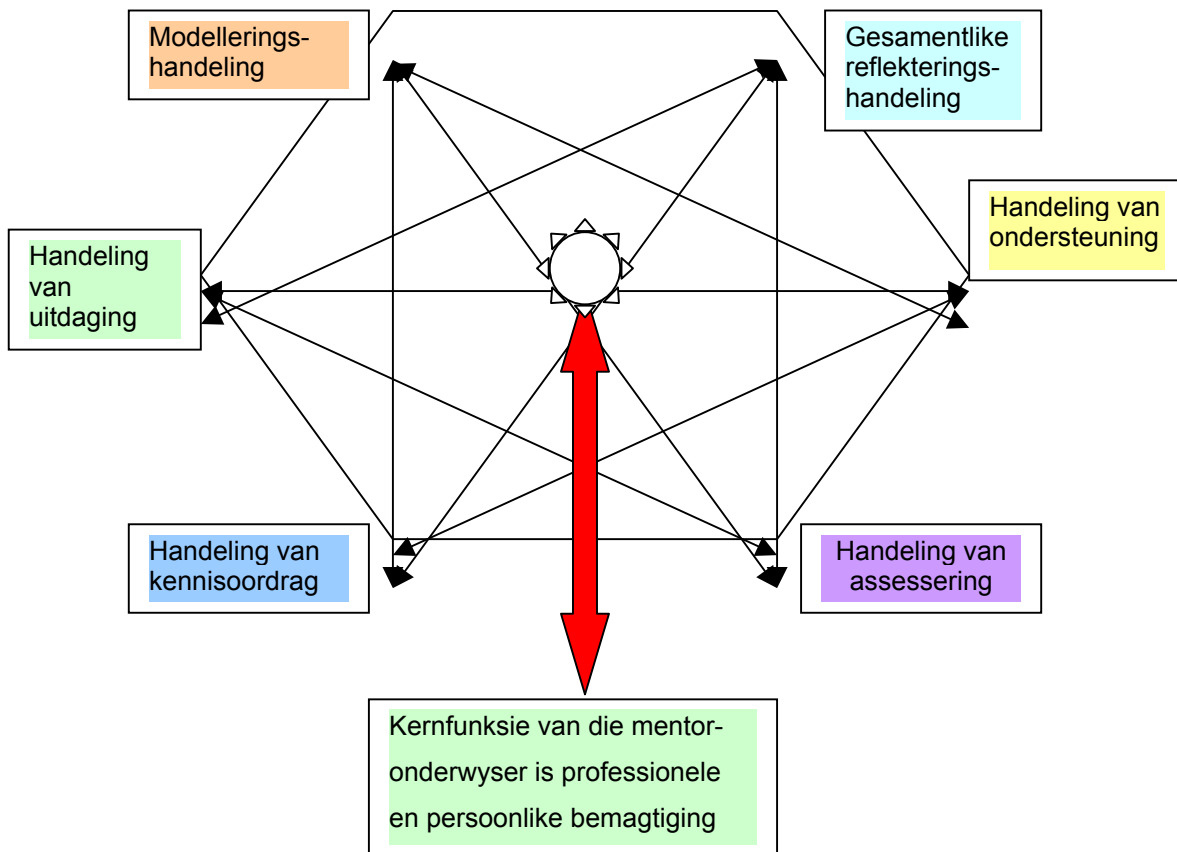 Modellerings-
handeling
Gesamentlike
reflekterings-
handeling
Handeling van
ondersteuning
Handeling
van
uitdaging
Handeling van
kennisoordrag
Handeling van
assessering
Kernfunksie van die mentor-
onderwyser is professionele
en persoonlike bemagtiging